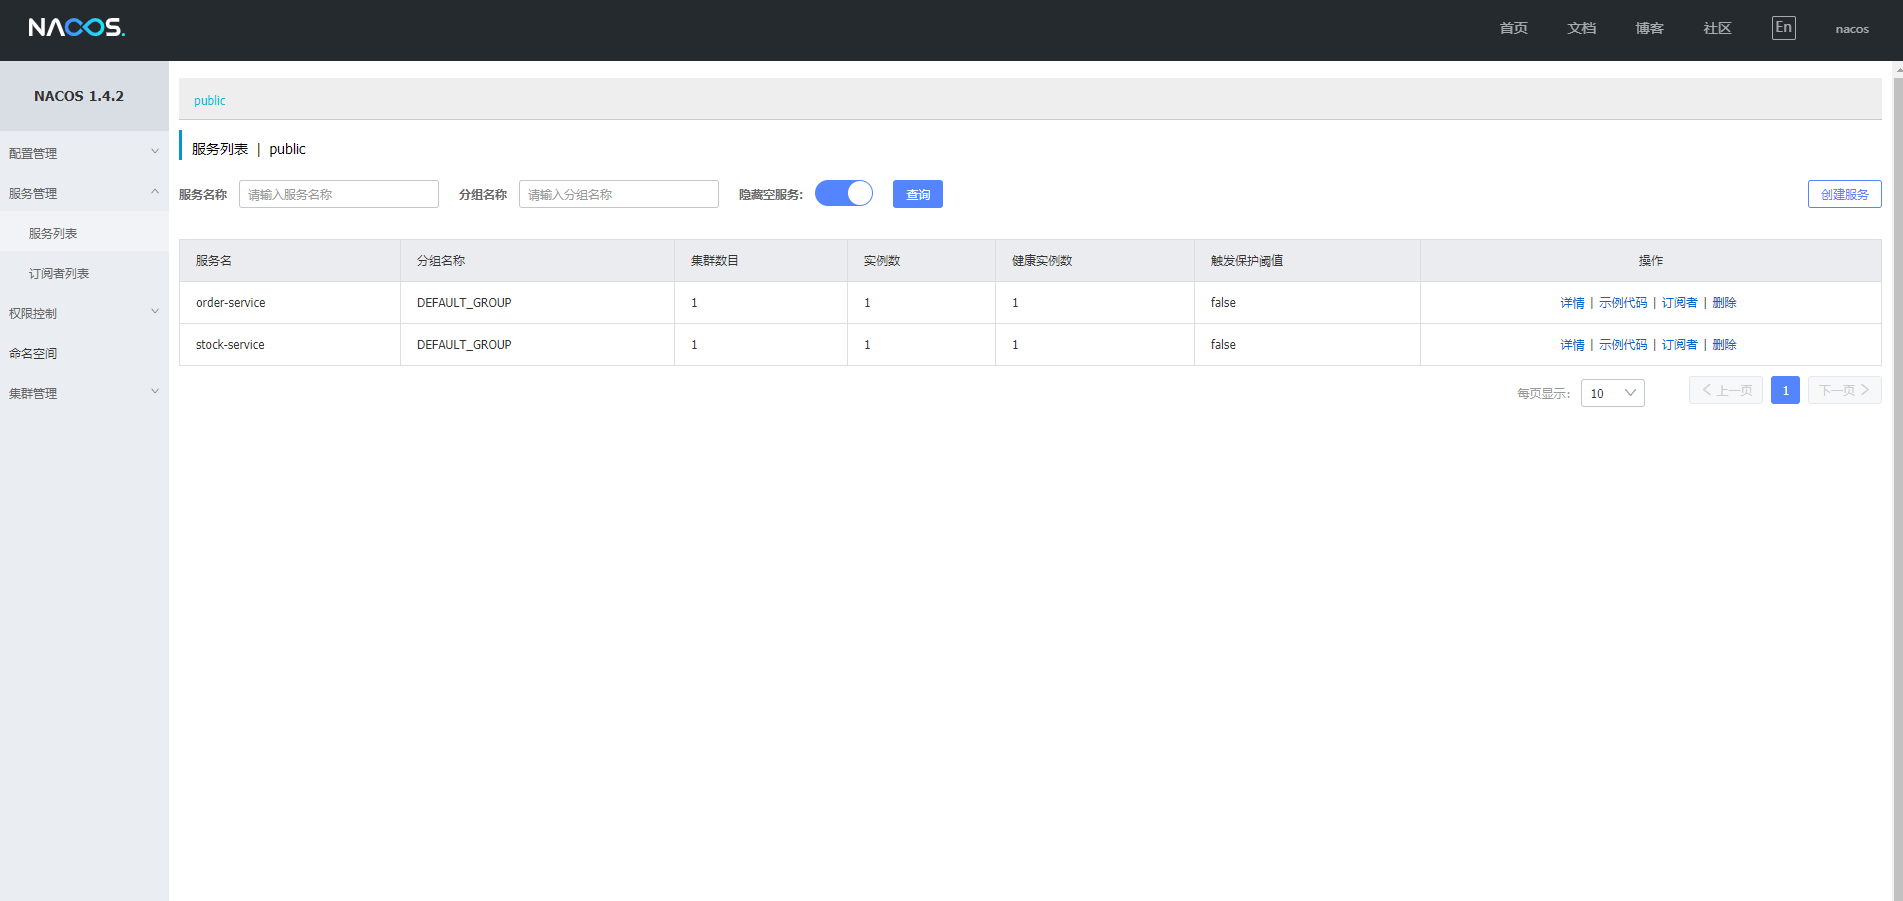 NACOS.
首页 文档 博客 社区 En nacos
NACOS 1.4.2
配置管理
服务管理
服务列表
订阅者列表
权限控制
命名空间
集群管理
public
服务列表 | public
服务名称 请输入服务名称 分组名称 请输入分组名称 隐藏空服务: 查询 创建服务
服务名 分组名称 集群数目 实例数 健康实例数 触发保护阈值 操作
order-service DEFAULT_GROUP 1 1 1 false 详情 | 示例代码 | 订阅者 | 删除
stock-service DEFAULT_GROUP 1 1 1 false 详情 | 示例代码 | 订阅者 | 删除
每页显示: 10 上一页 1 下一页